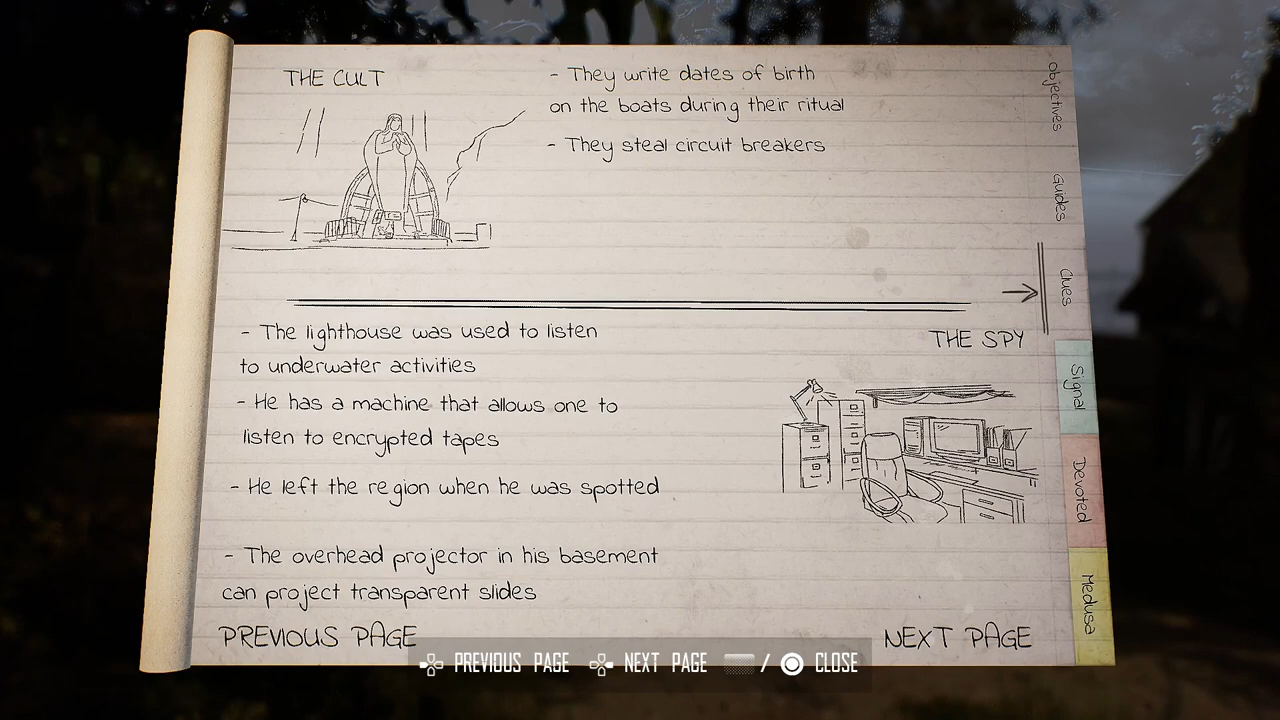 THE CULT
- They write dates of birth
on the boats during their ritual
- They steal circuit breakers
- The lighthouse was used to listen
to underwater activities
- He has a machine that allows one to
listen to encrypted tapes
- He left the region when he was spotted
- The overhead projector in his basement
can project transparent slides
THE SPY
PREVIOUS PAGE
NEXT PAGE
objectives
Guides
Clues
Signal
Devoted
Medusa
PREVIOUS PAGE NEXT PAGE / CLOSE